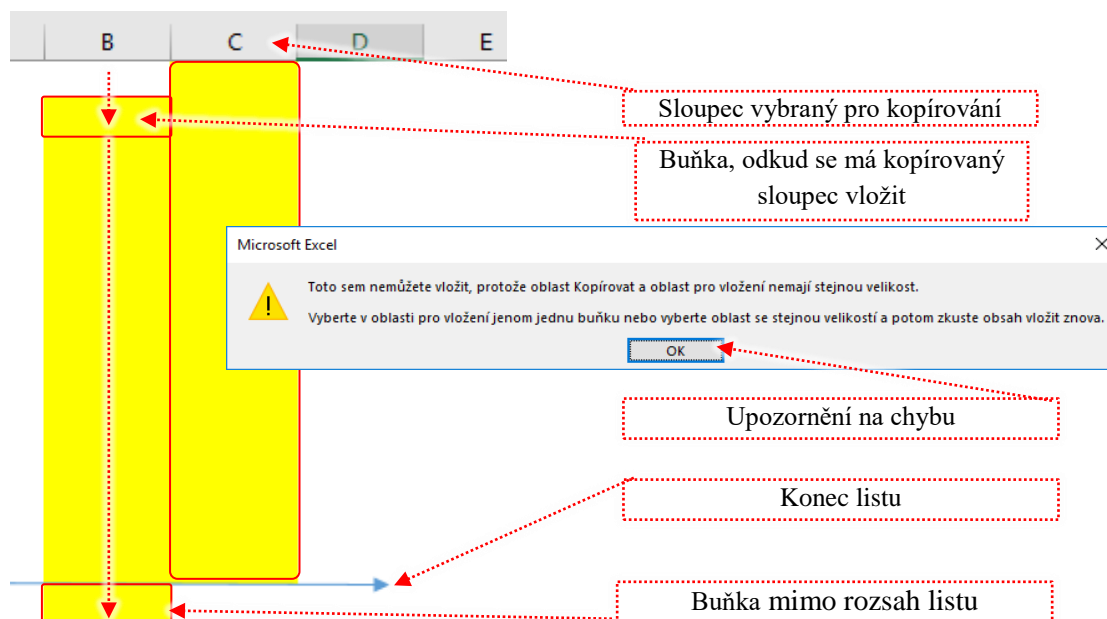 B C D E
Sloupec vybraný pro kopírování
Buňka, odkud se má kopírovaný
sloupec vložit
Microsoft Excel
Toto sem nemůžete vložit, protože oblast Kopírovat a oblast pro vložení nemají stejnou velikost.
Vyberte v oblasti pro vložení jenom jednu buňku nebo vyberte oblast se stejnou velikostí a potom zkuste obsah vložit znova.
OK
Upozornění na chybu
Konec listu
Buňka mimo rozsah listu